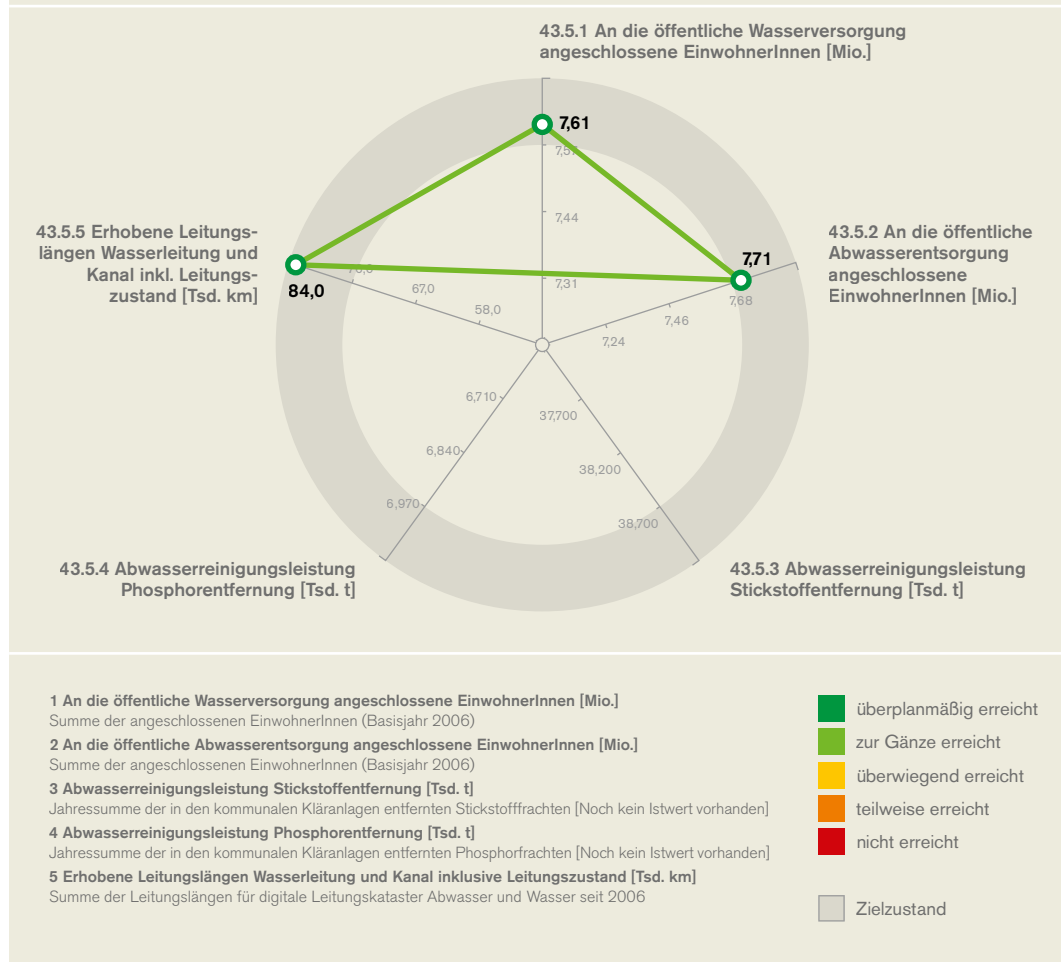 43.5.1 An die öffentliche Wasserversorgung
angeschlossene EinwohnerInnen [Mio.]
7,61
7,57
7,44
7,31
43.5.5 Erhobene Leitungs-
längen Wasserleitung und
Kanal inkl. Leitungs-
zustand [Tsd. km]
84,0
76,0
67,0
58,0
43.5.2 An die öffentliche
Abwasserentsorgung
angeschlossene
EinwohnerInnen [Mio.]
7,71
7,68
7,46
7,24
6,710
6,840
6,970
37,700
38,200
38,700
43.5.4 Abwasserreinigungsleistung
Phosphorentfernung [Tsd. t]
43.5.3 Abwasserreinigungsleistung
Stickstoffentfernung [Tsd. t]
1 An die öffentliche Wasserversorgung angeschlossene EinwohnerInnen [Mio.]
Summe der angeschlossenen EinwohnerInnen (Basisjahr 2006)
2 An die öffentliche Abwasserentsorgung angeschlossene EinwohnerInnen [Mio.]
Summe der angeschlossenen EinwohnerInnen (Basisjahr 2006)
3 Abwasserreinigungsleistung Stickstoffentfernung [Tsd. t]
Jahressumme der in den kommunalen Kläranlagen entfernten Stickstofffrachten [Noch kein Istwert vorhanden]
4 Abwasserreinigungsleistung Phosphorentfernung [Tsd. t]
Jahressumme der in den kommunalen Kläranlagen entfernten Phosphorfrachten [Noch kein Istwert vorhanden]
5 Erhobene Leitungslängen Wasserleitung und Kanal inklusive Leitungszustand [Tsd. km]
Summe der Leitungslängen für digitale Leitungskataster Abwasser und Wasser seit 2006
überplanmäßig erreicht
zur Gänze erreicht
überwiegend erreicht
teilweise erreicht
nicht erreicht
Zielzustand